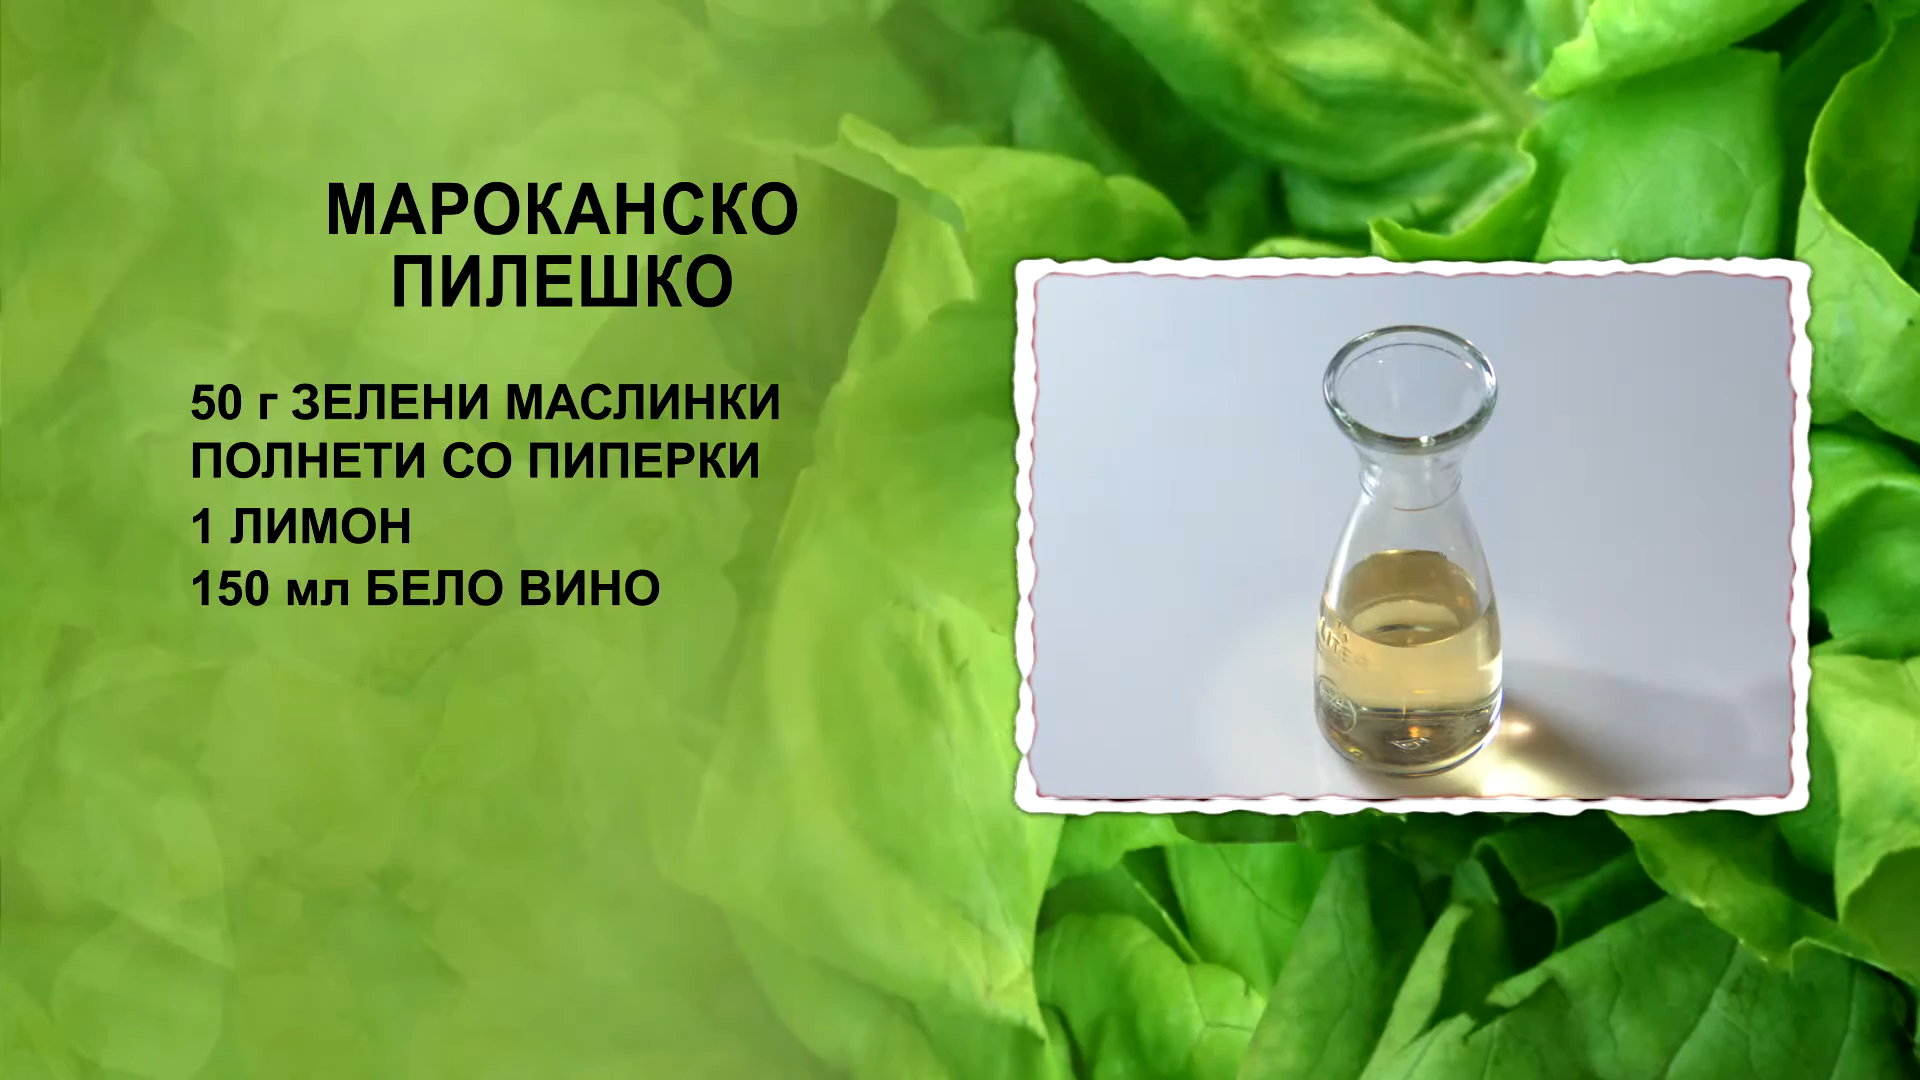 МАРОКАНСКО
ПИЛЕШКО
50 г ЗЕЛЕНИ МАСЛИНКИ
ПОЛНЕТИ СО ПИПЕРКИ
1 ЛИМОН
150 мл БЕЛО ВИНО